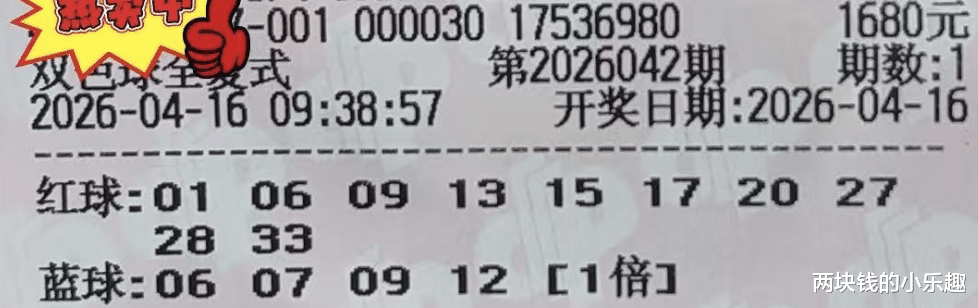 热卖中
-001 000030 17536980 1680元
双色球全复式 第2026042期 期数:1
2026-04-16 09:38:57 开奖日期:2026-04-16
红球:01 06 09 13 15 17 20 27
28 33
蓝球:06 07 09 12 [1倍]
两块钱的小乐趣